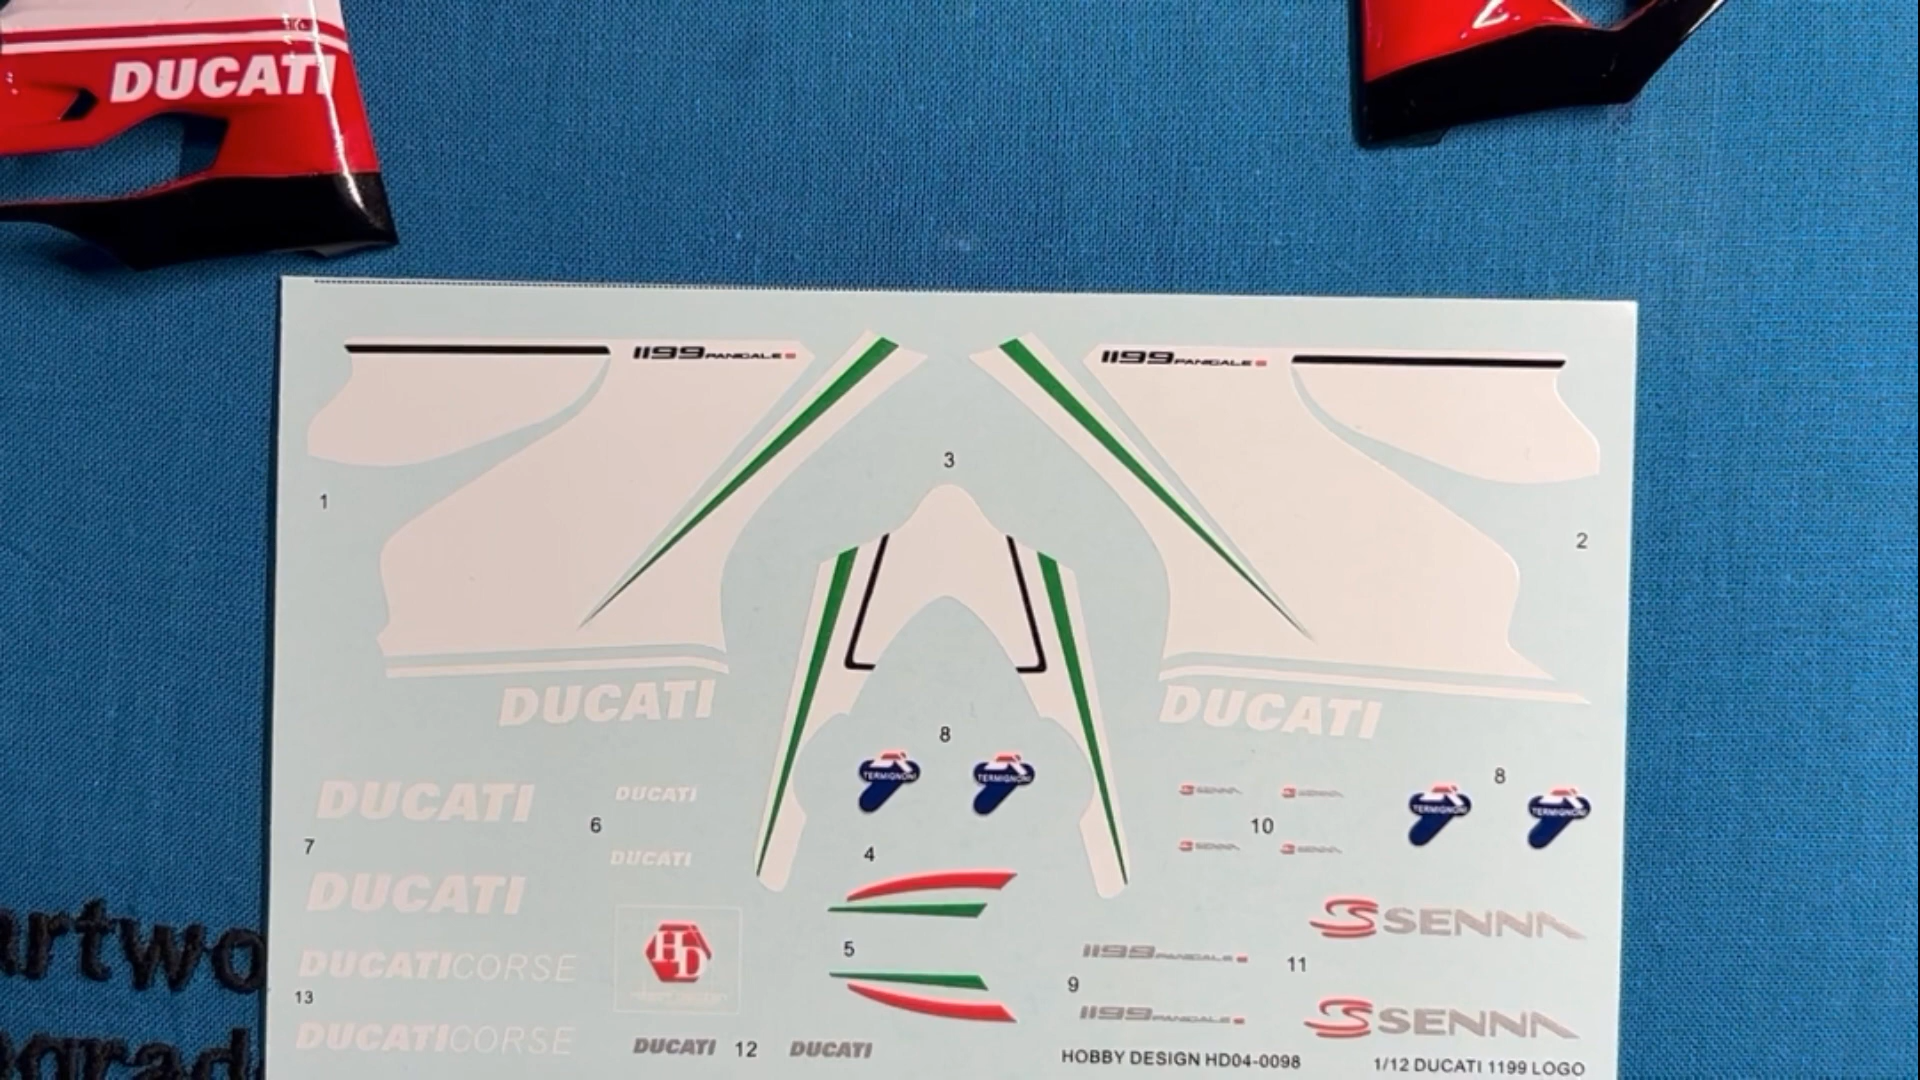 DUCATI
1199 PANIGALE S
1199 PANIGALE S
3
1
2
DUCATI
DUCATI
8
TERMIGNONI
TERMIGNONI
8
TERMIGNONI
TERMIGNONI
DUCATI
DUCATI
6
DUCATI
7
DUCATI
SENNA
SENNA
10
SENNA
SENNA
4
5
HD
DUCATICORSE
13
DUCATICORSE
DUCATI
12
DUCATI
1199 PANIGALE S
9
1199 PANIGALE S
11
SENNA
SENNA
HOBBY DESIGN HD04-0098
1/12 DUCATI 1199 LOGO